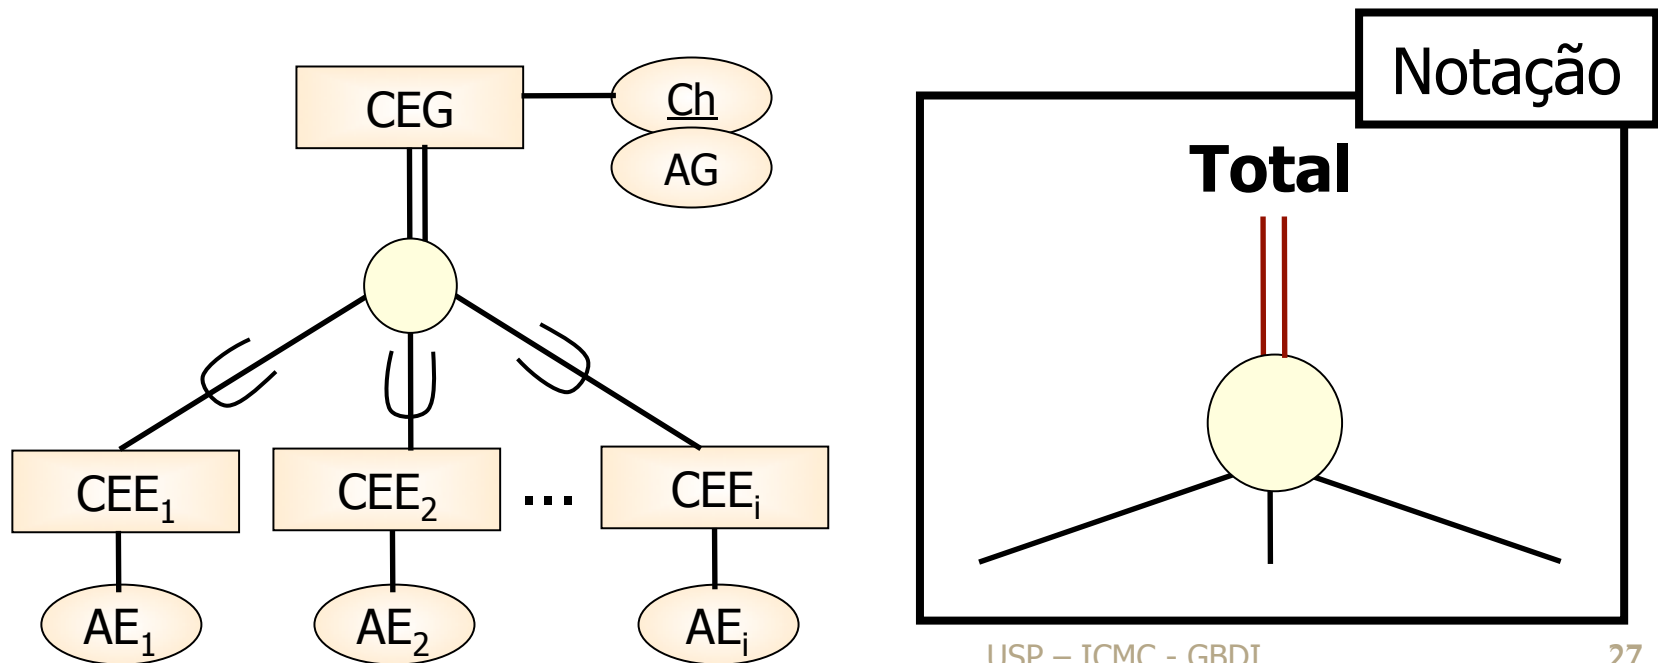 CEG
Ch
AG
CEE1
CEE2
...
CEEi
AE1
AE2
AEi
Notação
Total
USP – ICMC - GBDI
27